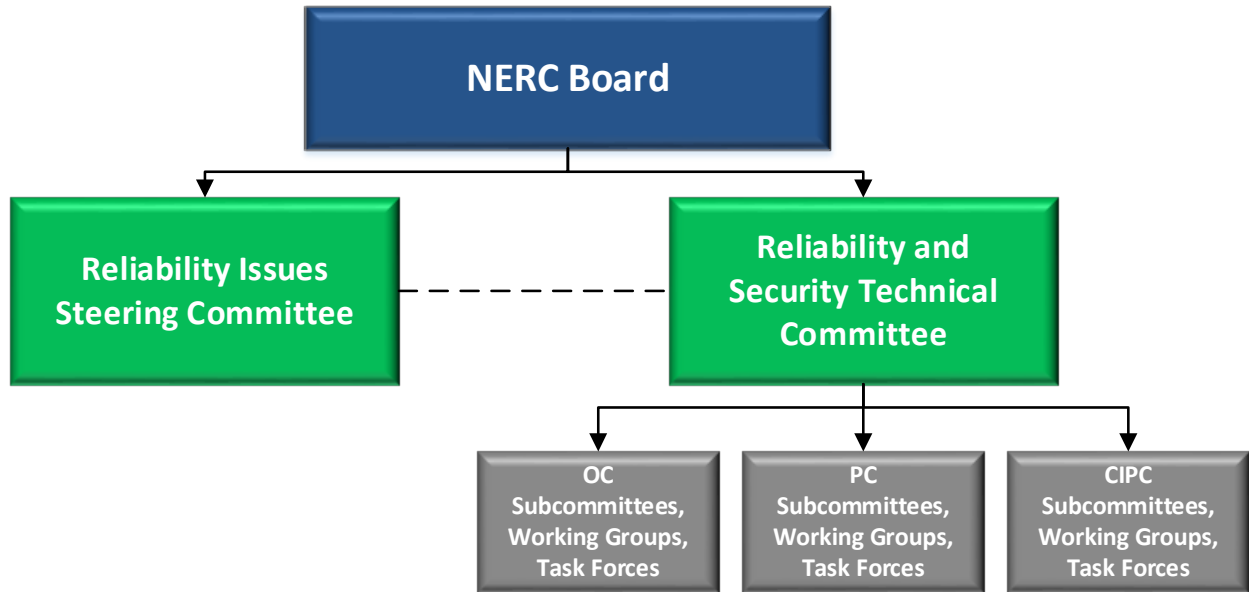 NERC Board
Reliability Issues
Steering Committee
Reliability and
Security Technical
Committee
OC
Subcommittees,
Working Groups,
Task Forces
PC
Subcommittees,
Working Groups,
Task Forces
CIPC
Subcommittees,
Working Groups,
Task Forces